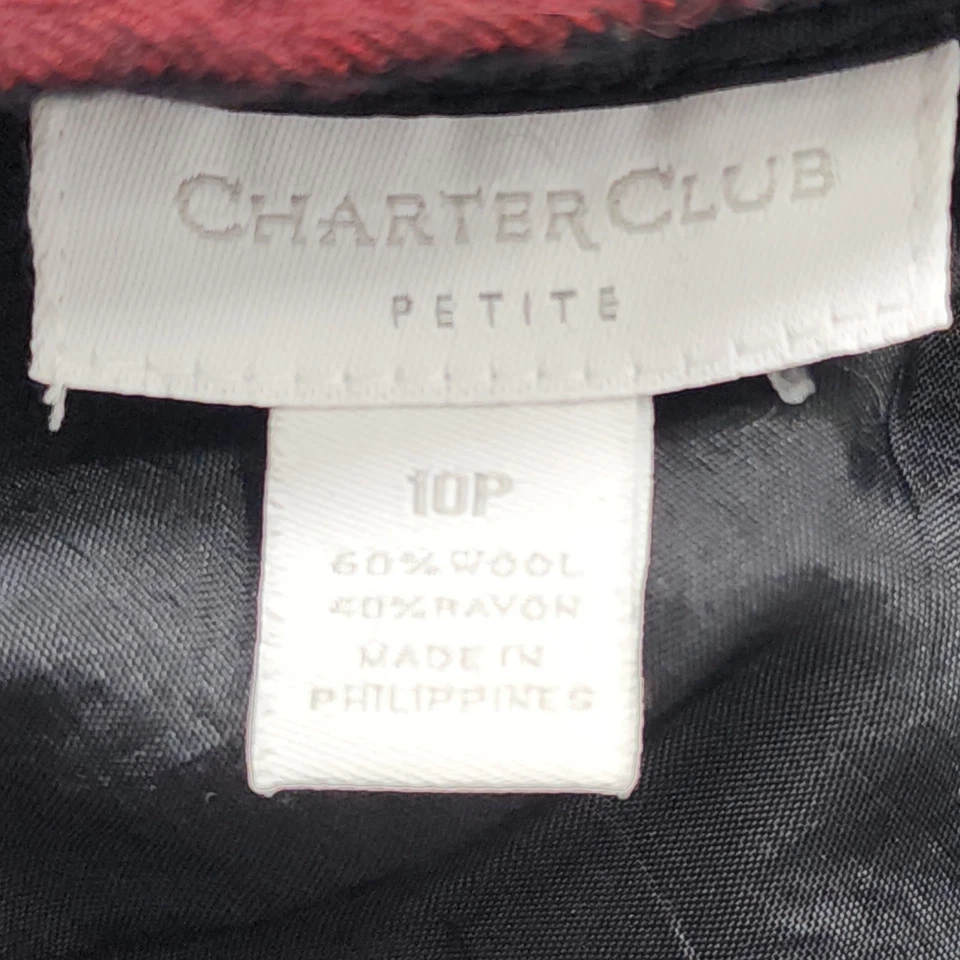 CHARTER CLUB
PETITE
10P
60% WOOL
40% RAYON
MADE IN
PHILIPPINES